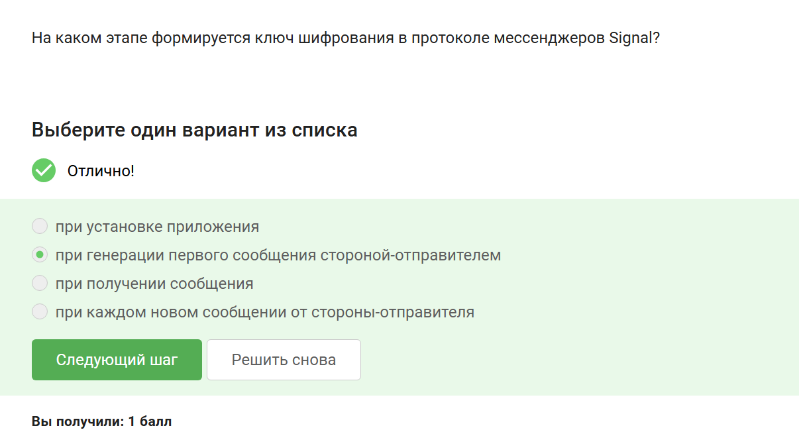 На каком этапе формируется ключ шифрования в протоколе мессенджеров Signal?
Выберите один вариант из списка
Отлично!
при установке приложения
при генерации первого сообщения стороной-отправителем
при получении сообщения
при каждом новом сообщении от стороны-отправителя
Следующий шаг
Решить снова
Вы получили: 1 балл